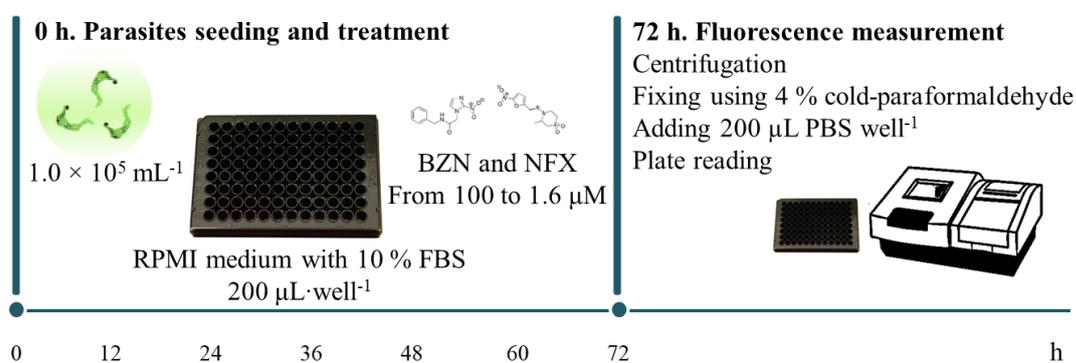 0 h. Parasites seeding and treatment
1.0 × 10⁵ mL⁻¹
BZN and NFX
From 100 to 1.6 µM
RPMI medium with 10 % FBS
200 µL·well⁻¹
72 h. Fluorescence measurement
Centrifugation
Fixing using 4 % cold-paraformaldehyde
Adding 200 µL PBS well⁻¹
Plate reading
0 12 24 36 48 60 72 h